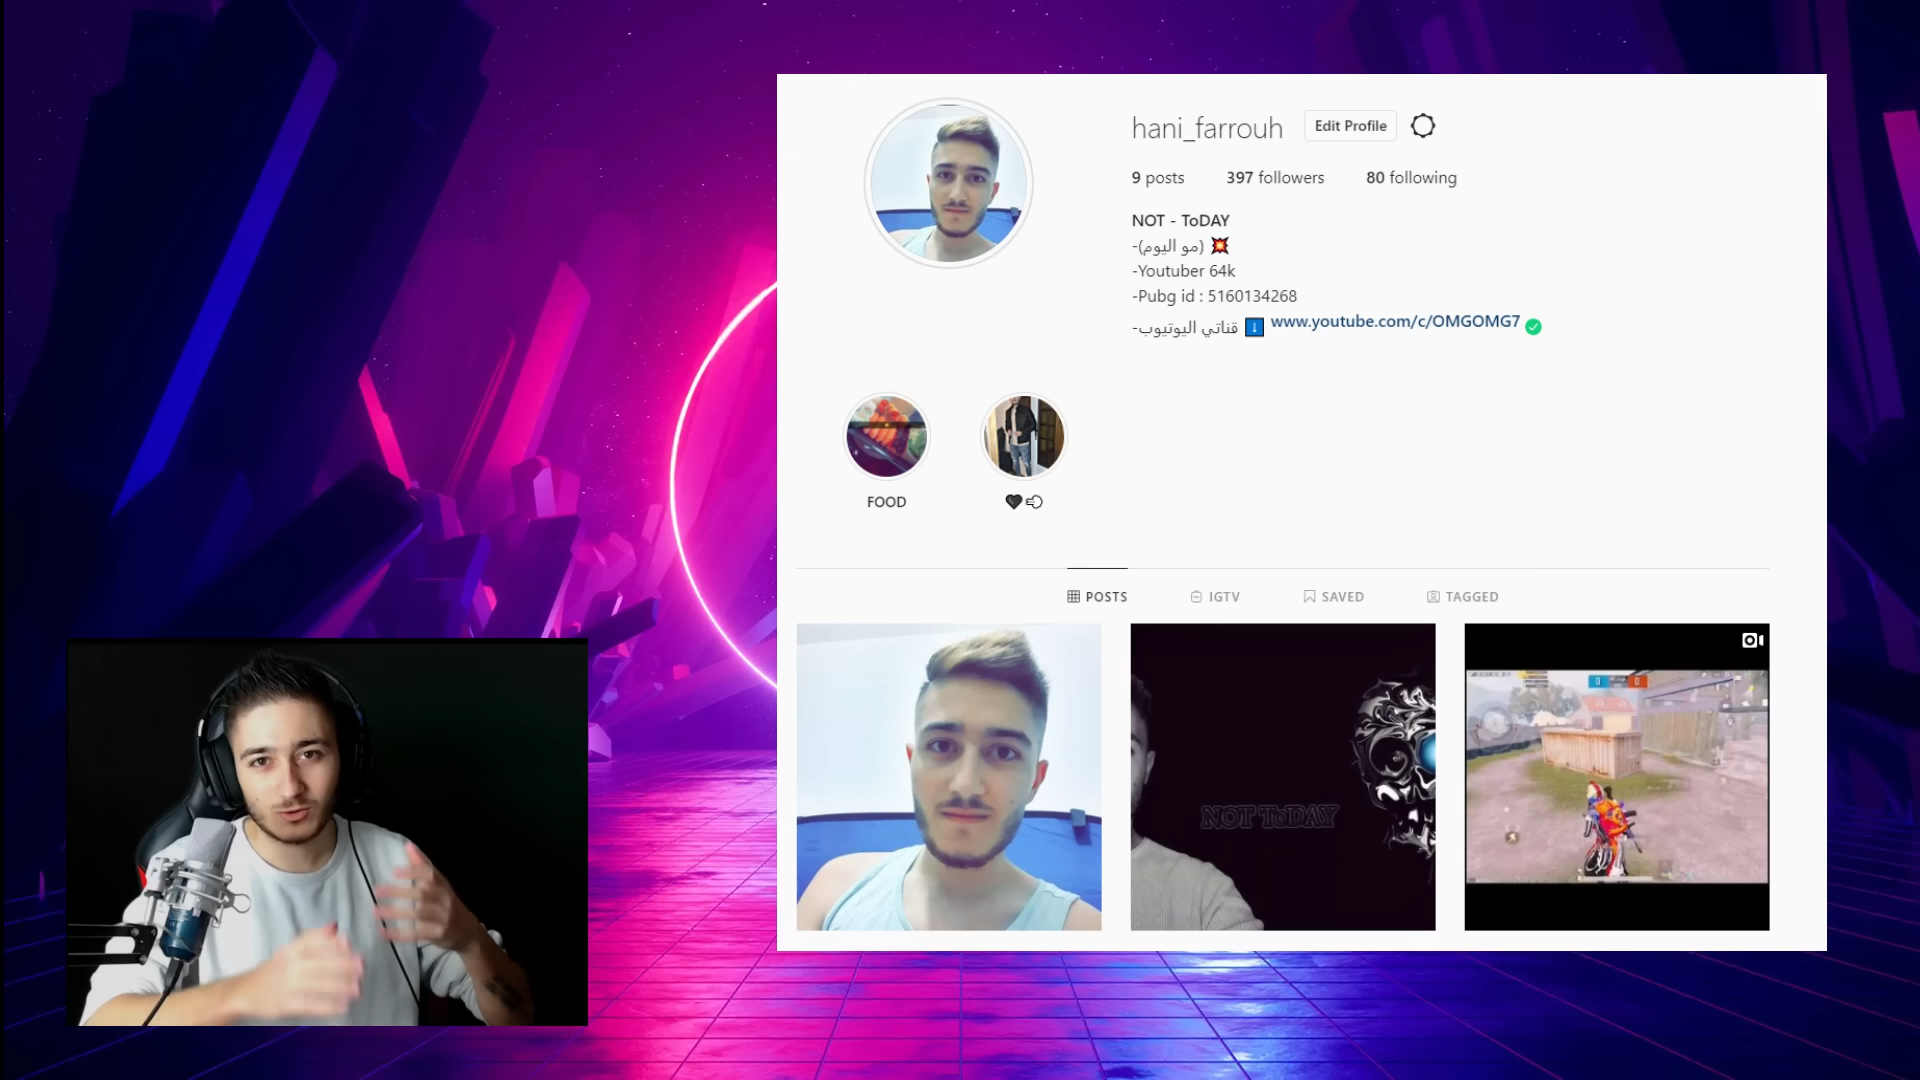 hani_farrouh Edit Profile
9 posts 397 followers 80 following
NOT - ToDAY
-(مو اليوم) 💥
-Youtuber 64k
-Pubg id : 5160134268
-قناتي اليوتيوب ⬇️ www.youtube.com/c/OMGOMG7 ✅
FOOD
POSTS IGTV SAVED TAGGED
NOT ToDAY